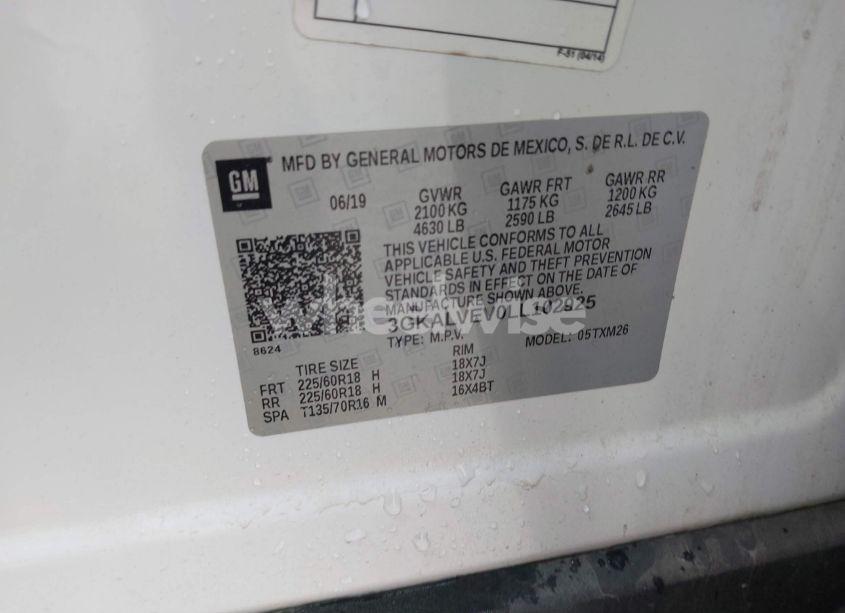 F-51 (04/14)
GM
MFD BY GENERAL MOTORS DE MEXICO, S. DE R.L. DE C.V.
06/19
GVWR
2100 KG
4630 LB
GAWR FRT
1175 KG
2590 LB
GAWR RR
1200 KG
2645 LB
THIS VEHICLE CONFORMS TO ALL
APPLICABLE U.S. FEDERAL MOTOR
VEHICLE SAFETY AND THEFT PREVENTION
STANDARDS IN EFFECT ON THE DATE OF
MANUFACTURE SHOWN ABOVE.
3GKALVEV0LL102925
wheelwise
TYPE: M.P.V.
MODEL: 05TXM26
8624
TIRE SIZE
RIM
FRT 225/60R18 H 18X7J
RR 225/60R18 H 18X7J
SPA T135/70R16 M 16X4BT